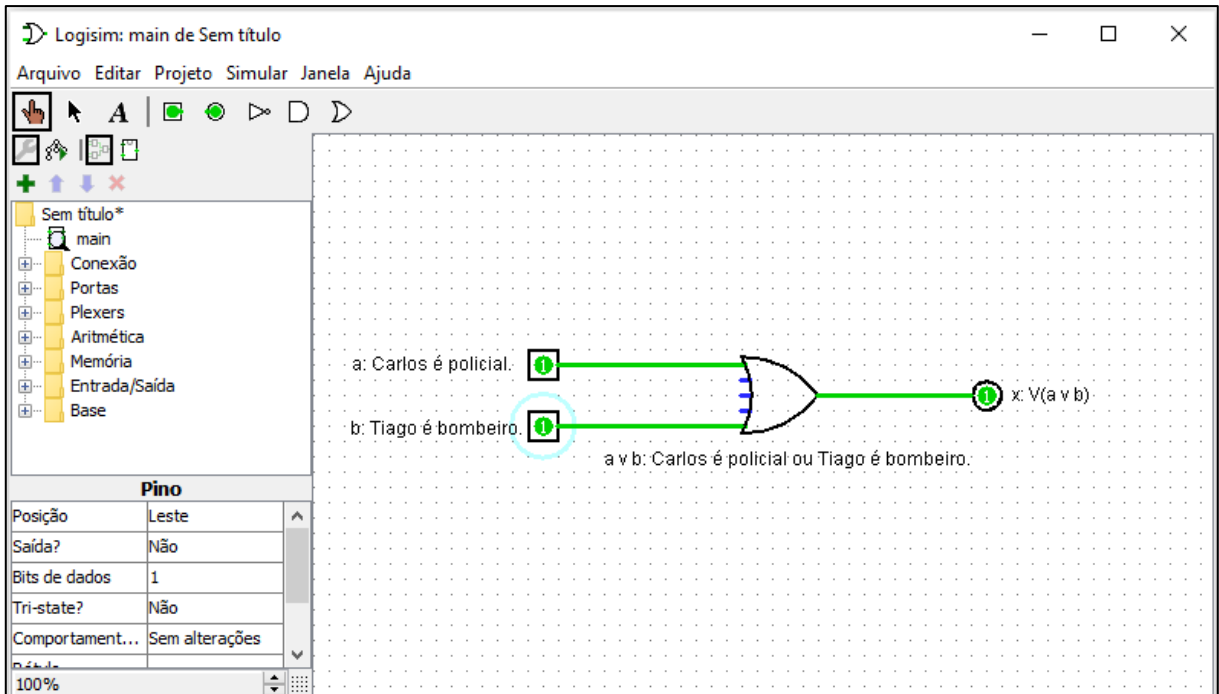 Logisim: main de Sem título
Arquivo Editar Projeto Simular Janela Ajuda
A
Sem título*
main
Conexão
Portas
Plexers
Aritmética
Memória
Entrada/Saída
Base
a: Carlos é policial.
1
1
x: V(a v b)
b: Tiago é bombeiro.
1
a v b: Carlos é policial ou Tiago é bombeiro.
Pino
Posição Leste
Saída? Não
Bits de dados 1
Tri-state? Não
Comportament... Sem alterações
100%